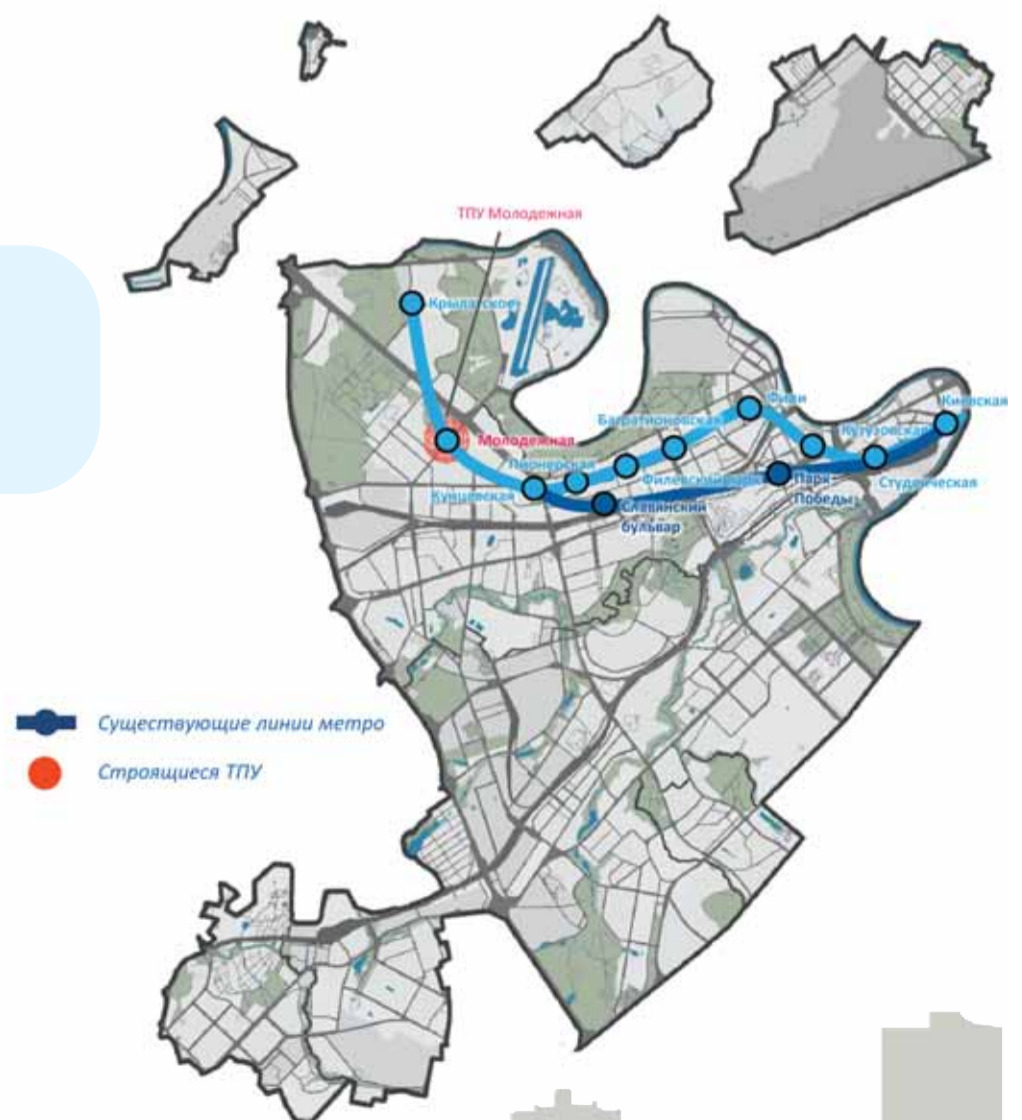 ТПУ Молодежная
Крылатское
Фили
Киевская
Багратионовская
Кутузовская
Молодежная
Пионерская
Филевский парк
Парк
Победы
Студенческая
Кунцевская
Славянский
бульвар
Существующие линии метро
Строящиеся ТПУ